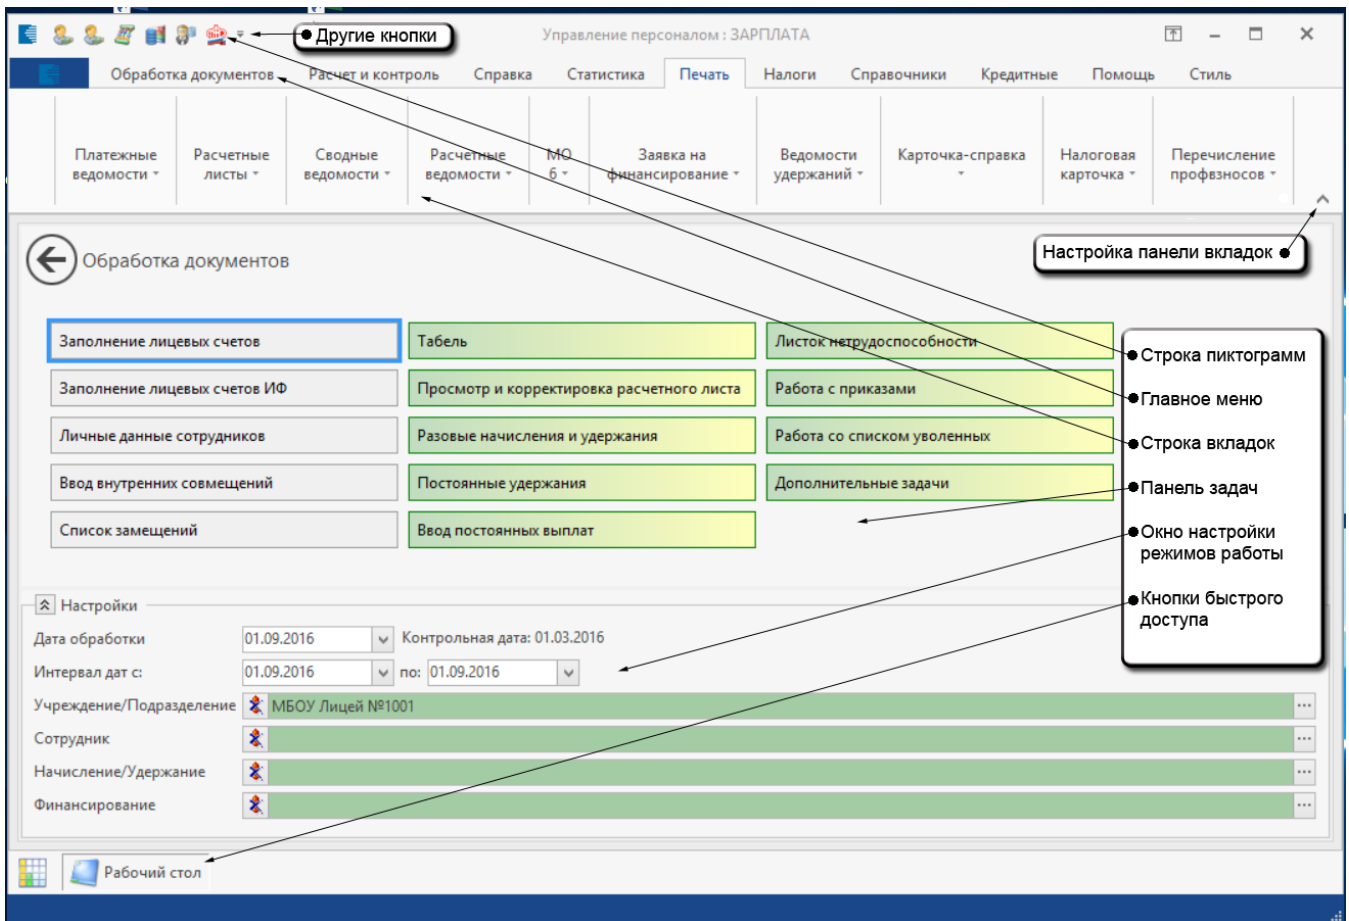 Другие кнопки
Управление персоналом : ЗАРПЛАТА
Обработка документов Расчет и контроль Справка Статистика Печать Налоги Справочники Кредитные Помощь Стиль
Платежные ведомости
Расчетные листы
Сводные ведомости
Расчетные ведомости
МО 6
Заявка на финансирование
Ведомости удержаний
Карточка-справка
Налоговая карточка
Перечисление профвзносов
Настройка панели вкладок
Обработка документов
Заполнение лицевых счетов Табель Листок нетрудоспособности
Заполнение лицевых счетов ИФ Просмотр и корректировка расчетного листа Работа с приказами
Личные данные сотрудников Разовые начисления и удержания Работа со списком уволенных
Ввод внутренних совмещений Постоянные удержания Дополнительные задачи
Список замещений Ввод постоянных выплат
Строка пиктограмм
Главное меню
Строка вкладок
Панель задач
Окно настройки
режимов работы
Кнопки быстрого
доступа
Настройки
Дата обработки 01.09.2016 Контрольная дата: 01.03.2016
Интервал дат с: 01.09.2016 по: 01.09.2016
Учреждение/Подразделение МБОУ Лицей №1001
Сотрудник
Начисление/Удержание
Финансирование
Рабочий стол